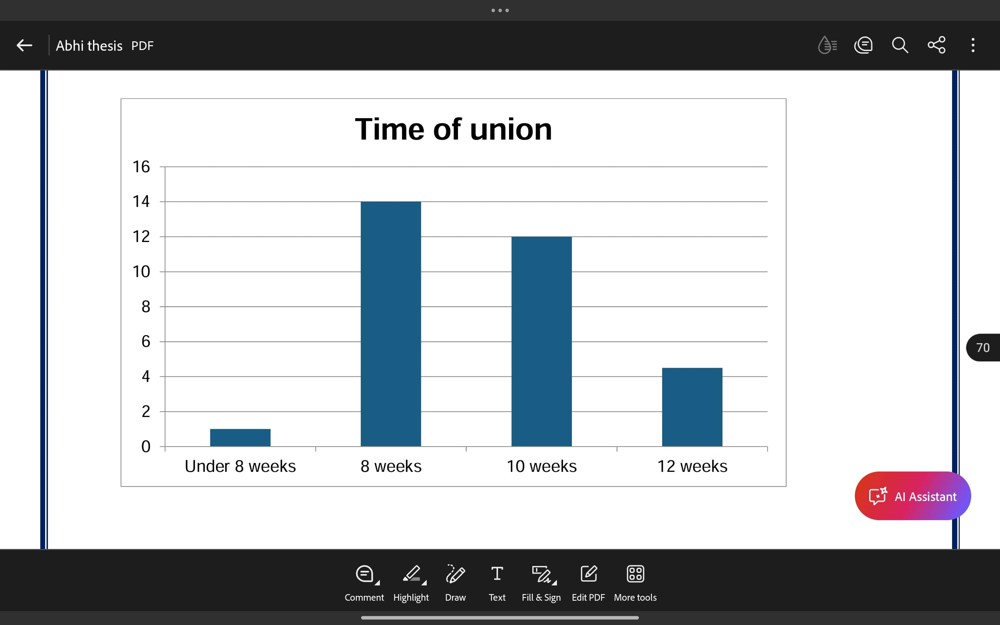 Abhi thesis PDF
Time of union
16
14
12
10
8
6
4
2
0
Under 8 weeks 8 weeks 10 weeks 12 weeks
70
AI Assistant
Comment Highlight Draw Text Fill & Sign Edit PDF More tools